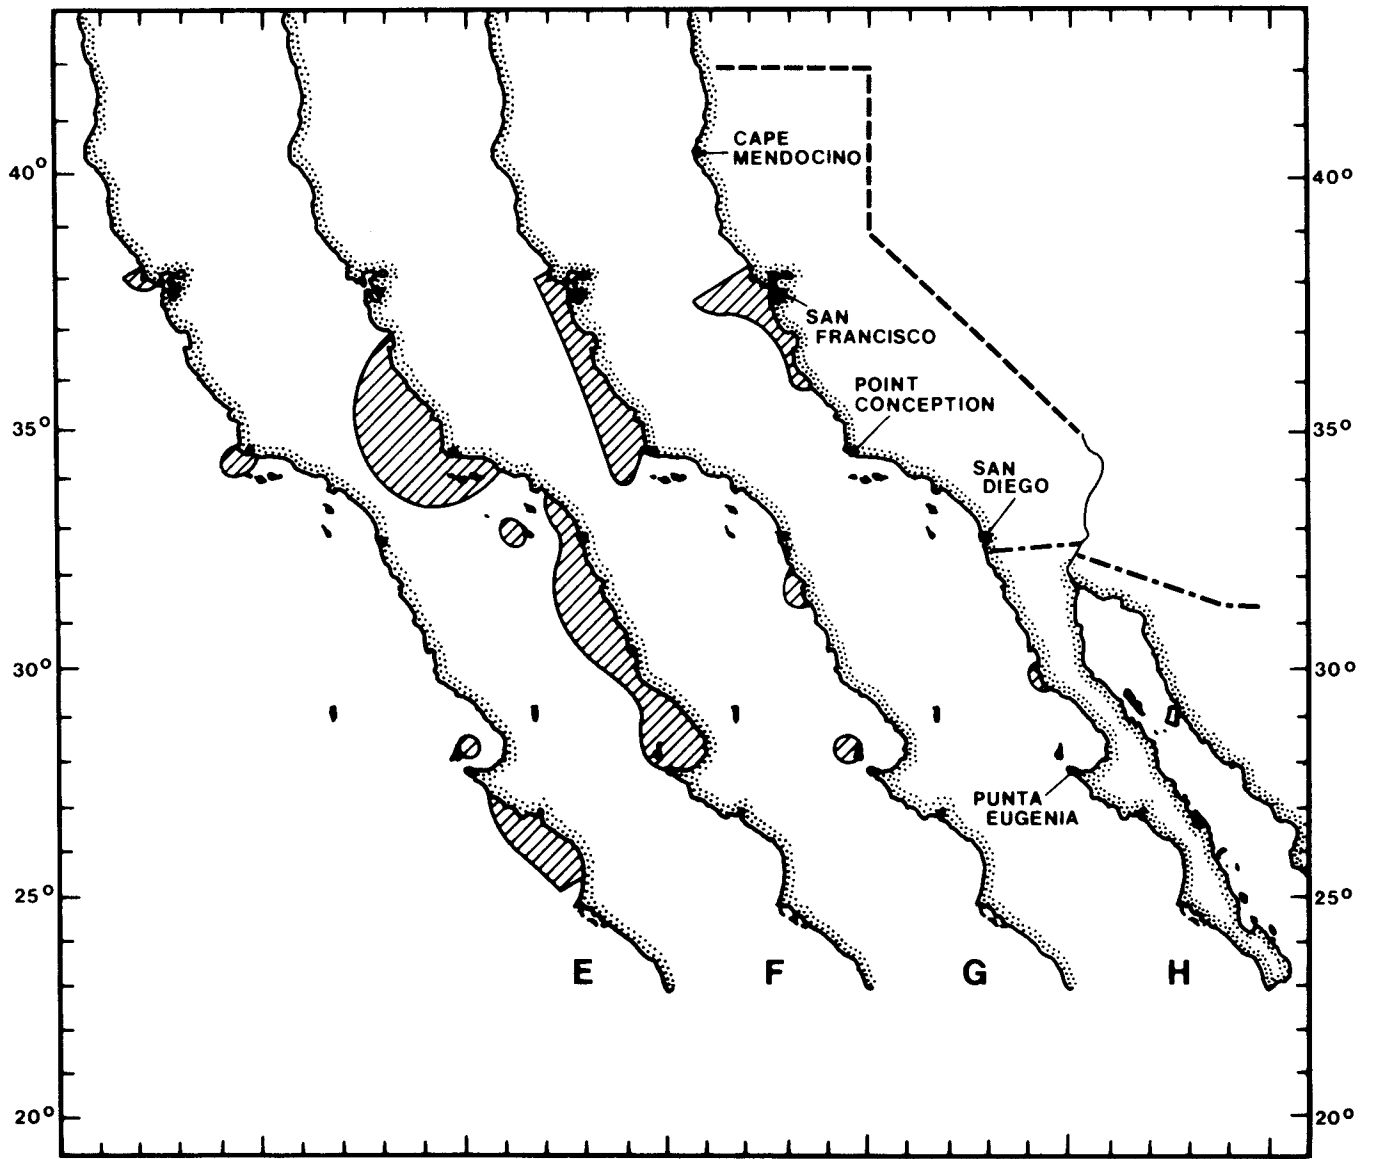 CAPE
MENDOCINO
40°
40°
SAN
FRANCISCO
POINT
CONCEPTION
35°
35°
SAN
DIEGO
30°
30°
PUNTA
EUGENIA
25°
25°
E
F
G
H
20°
20°